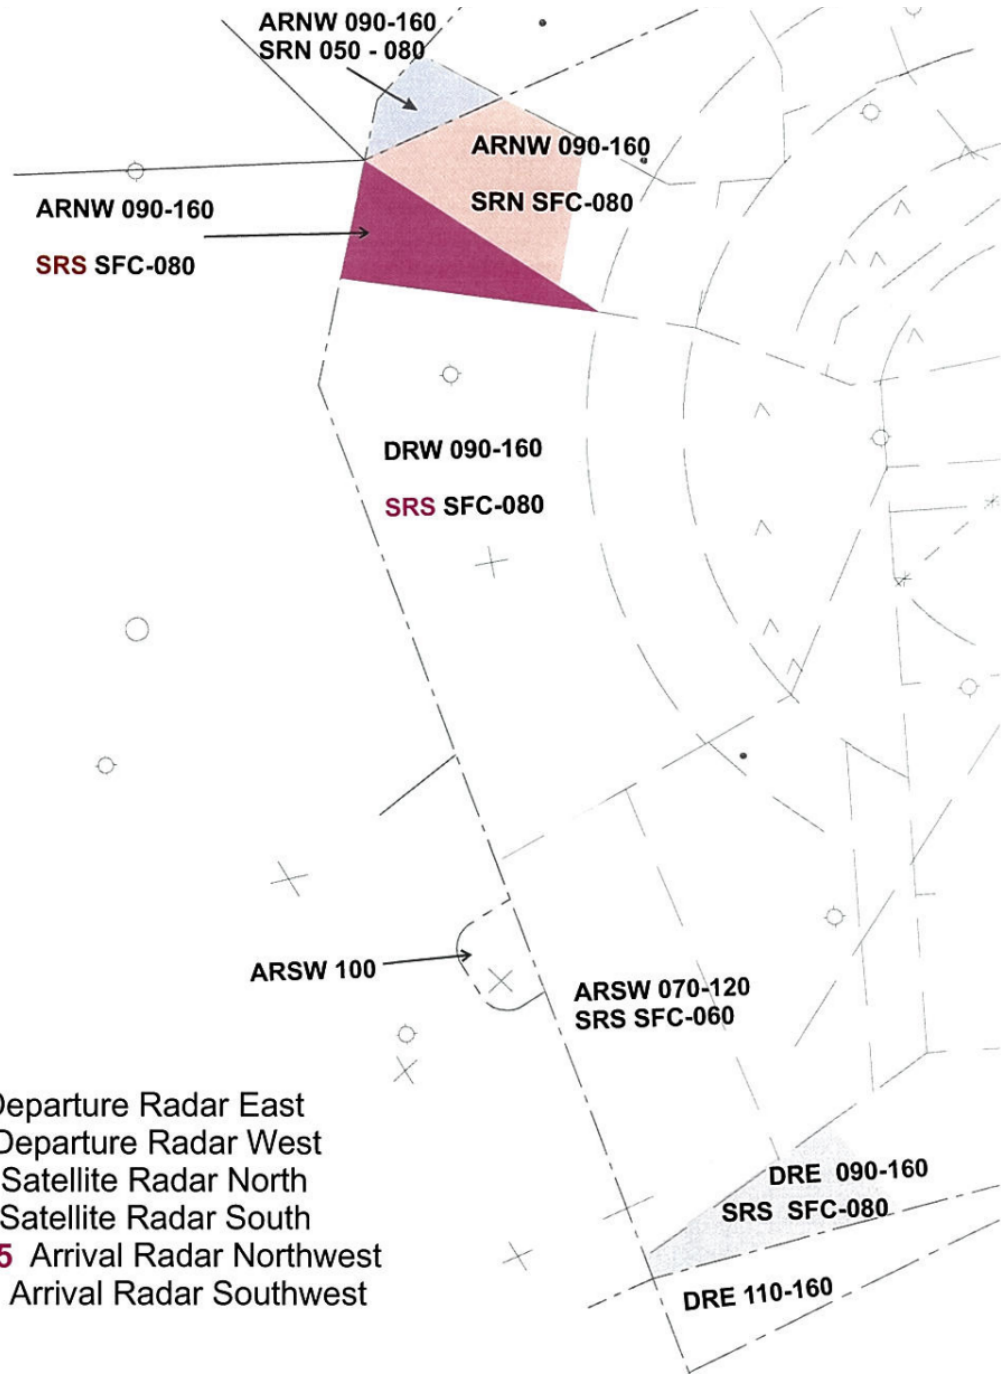 ARNW 090-160
SRN 050 - 080
ARNW 090-160
SRN SFC-080
ARNW 090-160
SRS SFC-080
DRW 090-160
SRS SFC-080
ARSW 100
ARSW 070-120
SRS SFC-060
DRE 090-160
SRS SFC-080
DRE 110-160
Departure Radar East
Departure Radar West
Satellite Radar North
Satellite Radar South
5 Arrival Radar Northwest
Arrival Radar Southwest